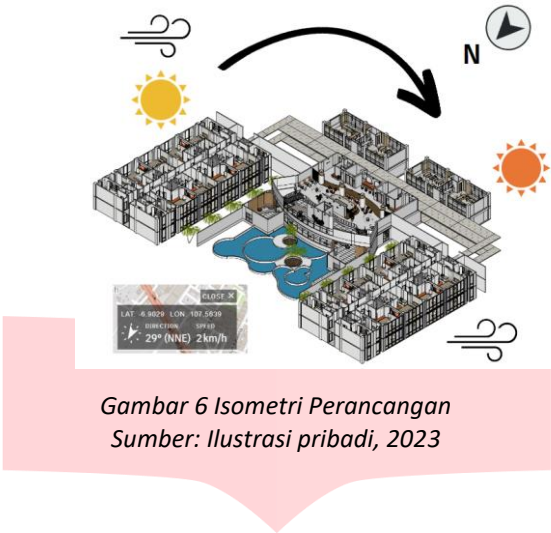 N
CLOSE ×
LAT -6.9029 LON 107.5839
DIRECTION SPEED
29° (NNE) 2km/h
Gambar 6 Isometri Perancangan
Sumber: Ilustrasi pribadi, 2023